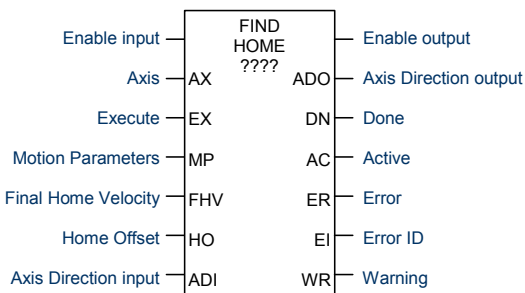 FIND
HOME
????
Enable input
Enable output
Axis AX ADO Axis Direction output
Execute EX DN Done
Motion Parameters MP AC Active
Final Home Velocity FHV ER Error
Home Offset HO EI Error ID
Axis Direction input ADI WR Warning